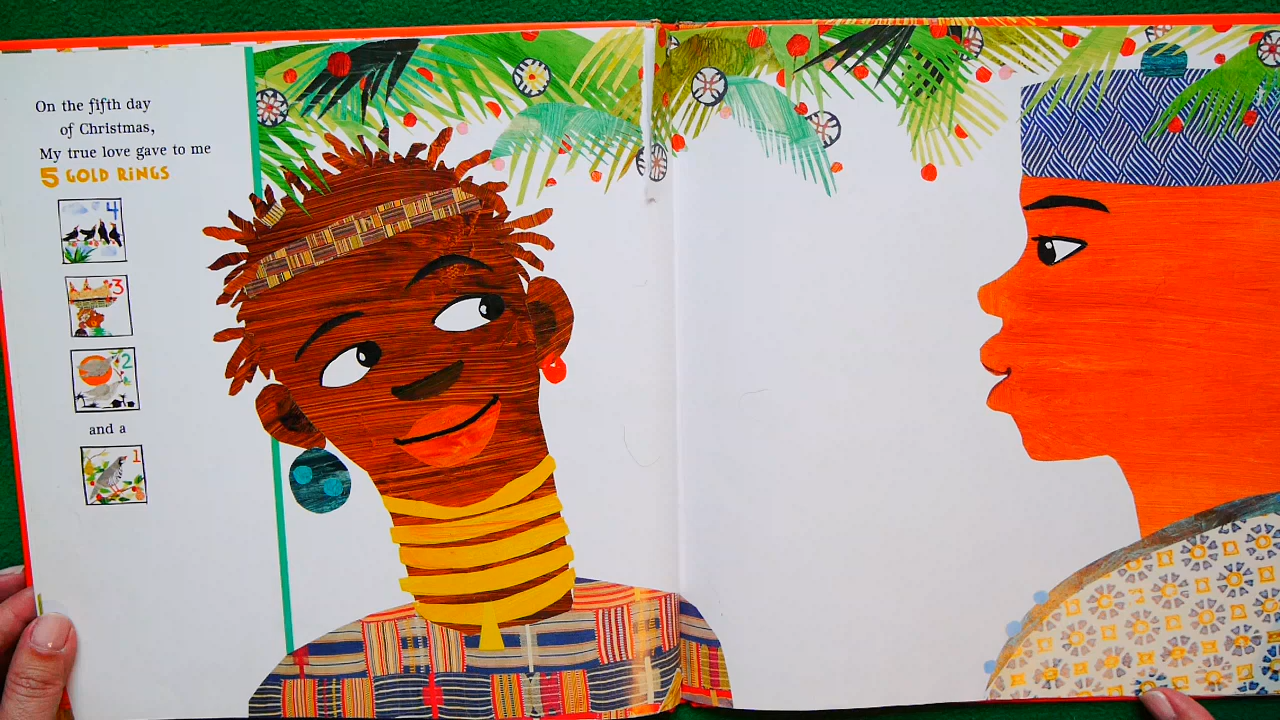 On the fifth day
of Christmas,
My true love gave to me
5 GOLD RINGS
4
3
2
and a
1